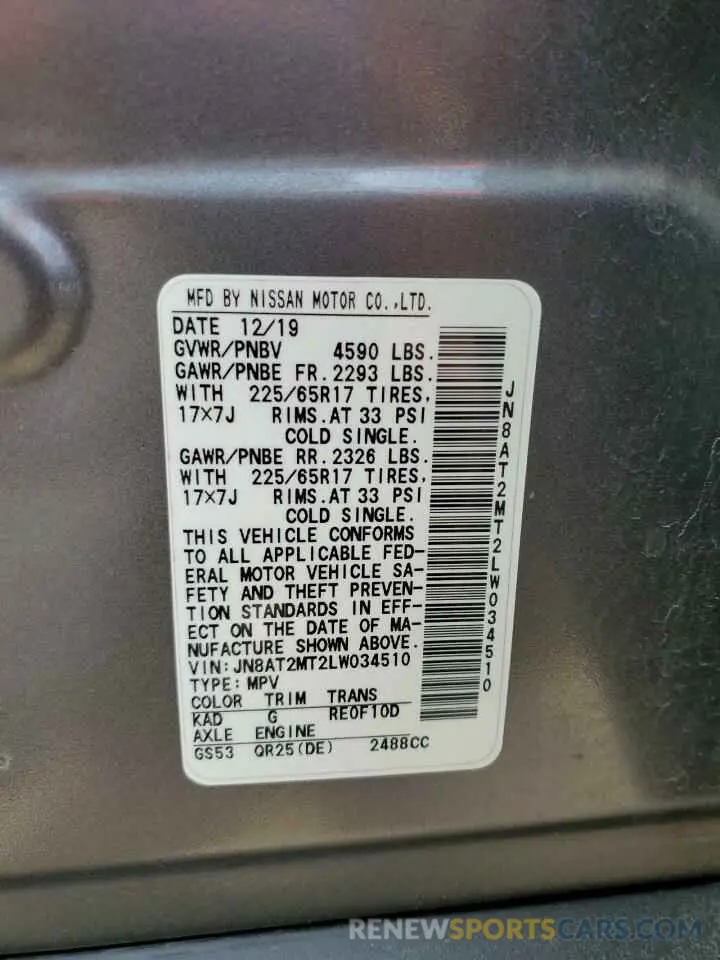 MFD BY NISSAN MOTOR CO.,LTD.
DATE 12/19
GVWR/PNBV 4590 LBS.
GAWR/PNBE FR. 2293 LBS.
WITH 225/65R17 TIRES,
17×7J RIMS. AT 33 PSI
COLD SINGLE.
GAWR/PNBE RR. 2326 LBS.
WITH 225/65R17 TIRES,
17×7J RIMS. AT 33 PSI
COLD SINGLE.
THIS VEHICLE CONFORMS
TO ALL APPLICABLE FED-
ERAL MOTOR VEHICLE SA-
FETY AND THEFT PREVEN-
TION STANDARDS IN EFF-
ECT ON THE DATE OF MA-
NUFACTURE SHOWN ABOVE.
VIN: JN8AT2MT2LW034510
TYPE: MPV
COLOR TRIM TRANS
KAD G RE0F10D
AXLE ENGINE
GS53 QR25(DE) 2488CC
JN8AT2MT2LW034510
RENEWSPORTSCARS.COM